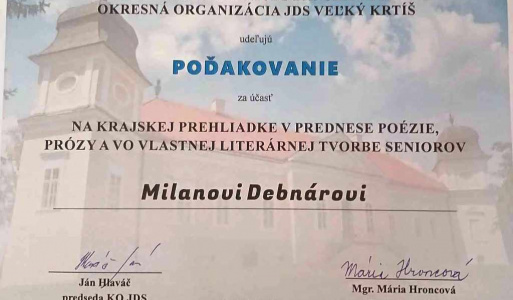 OKRESNÁ ORGANIZÁCIA JDS VEĽKÝ KRTÍŠ
udeľujú
POĎAKOVANIE
za účasť
NA KRAJSKEJ PREHLIADKE V PREDNESE POÉZIE,
PRÓZY A VO VLASTNEJ LITERÁRNEJ TVORBE SENIOROV
Milanovi Debnárovi
Mária Hroncová
Ján Hlaváč
Mgr. Mária Hroncová
predseda KO JDS